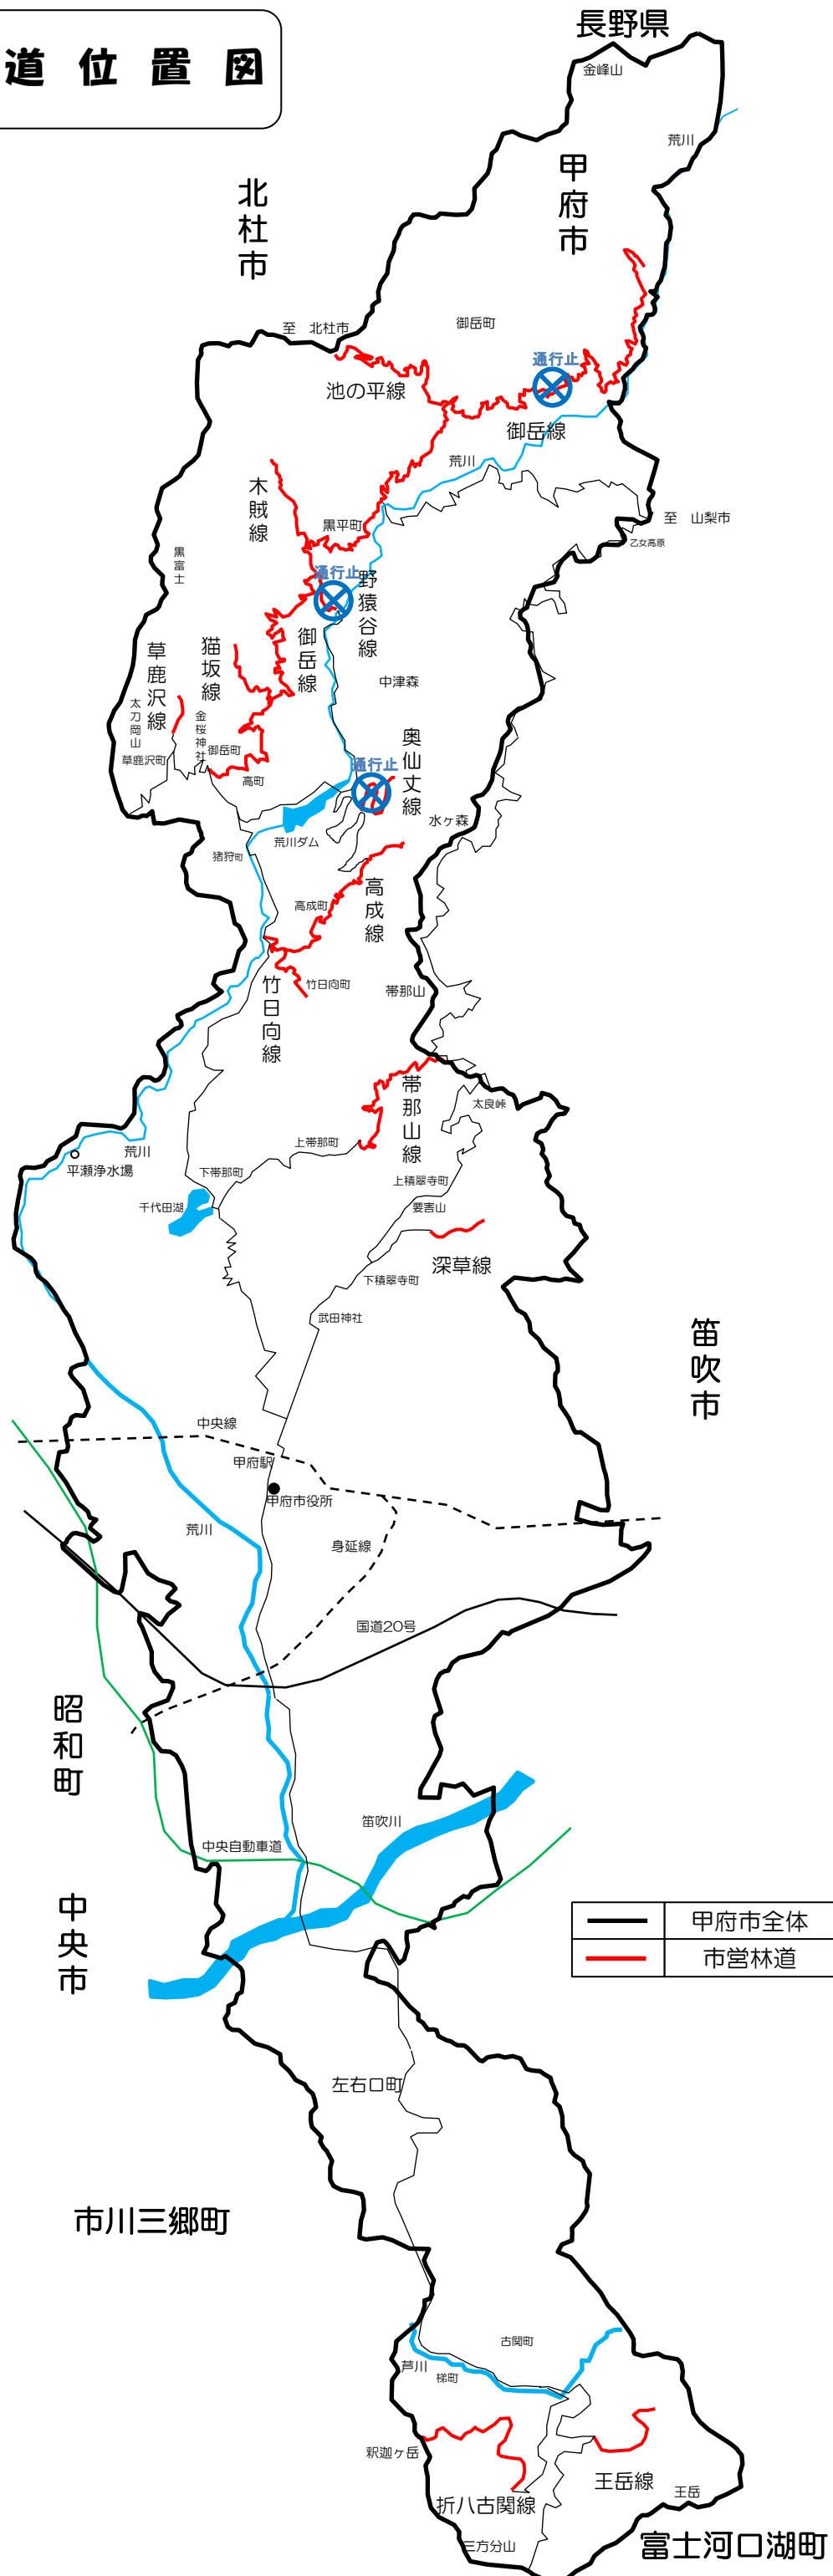 道位置図
長野県
金峰山
荒川
甲府市
北杜市
至　北杜市
御岳町
通行止
池の平線
御岳線
荒川
木賊線
黒平町
至　山梨市
乙女高原
黒富士
通行止
野猿谷線
御岳線
猫坂線
草鹿沢線
中津森
太刀岡山
金桜神社
御岳町
草鹿沢町
高町
奥仙丈線
通行止
水ヶ森
荒川ダム
猪狩町
高成線
高成町
竹日向線
竹日向町
帯那山
帯那山線
太良峠
上帯那町
荒川
平瀬浄水場
下帯那町
上積翠寺町
千代田湖
要害山
深草線
下積翠寺町
武田神社
笛吹市
中央線
甲府駅
甲府市役所
荒川
身延線
国道20号
昭和町
笛吹川
中央自動車道
中央市
甲府市全体
市営林道
左右口町
市川三郷町
古関町
芦川
梯町
釈迦ヶ岳
王岳線
王岳
折八古関線
三方分山
富士河口湖町